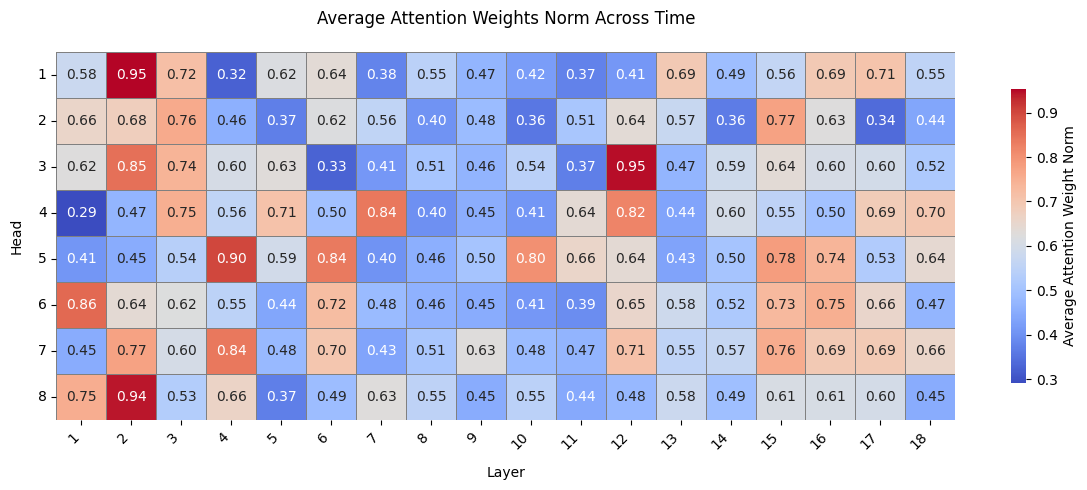 Average Attention Weights Norm Across Time
1 0.58 0.95 0.72 0.32 0.62 0.64 0.38 0.55 0.47 0.42 0.37 0.41 0.69 0.49 0.56 0.69 0.71 0.55
2 0.66 0.68 0.76 0.46 0.37 0.62 0.56 0.40 0.48 0.36 0.51 0.64 0.57 0.36 0.77 0.63 0.34 0.44
3 0.62 0.85 0.74 0.60 0.63 0.33 0.41 0.51 0.46 0.54 0.37 0.95 0.47 0.59 0.64 0.60 0.60 0.52
4 0.29 0.47 0.75 0.56 0.71 0.50 0.84 0.40 0.45 0.41 0.64 0.82 0.44 0.60 0.55 0.50 0.69 0.70
5 0.41 0.45 0.54 0.90 0.59 0.84 0.40 0.46 0.50 0.80 0.66 0.64 0.43 0.50 0.78 0.74 0.53 0.64
6 0.86 0.64 0.62 0.55 0.44 0.72 0.48 0.46 0.45 0.41 0.39 0.65 0.58 0.52 0.73 0.75 0.66 0.47
7 0.45 0.77 0.60 0.84 0.48 0.70 0.43 0.51 0.63 0.48 0.47 0.71 0.55 0.57 0.76 0.69 0.69 0.66
8 0.75 0.94 0.53 0.66 0.37 0.49 0.63 0.55 0.45 0.55 0.44 0.48 0.58 0.49 0.61 0.61 0.60 0.45
1 2 3 4 5 6 7 8 9 10 11 12 13 14 15 16 17 18
Layer
Head
0.9
0.8
0.7
0.6
0.5
0.4
0.3
Average Attention Weight Norm